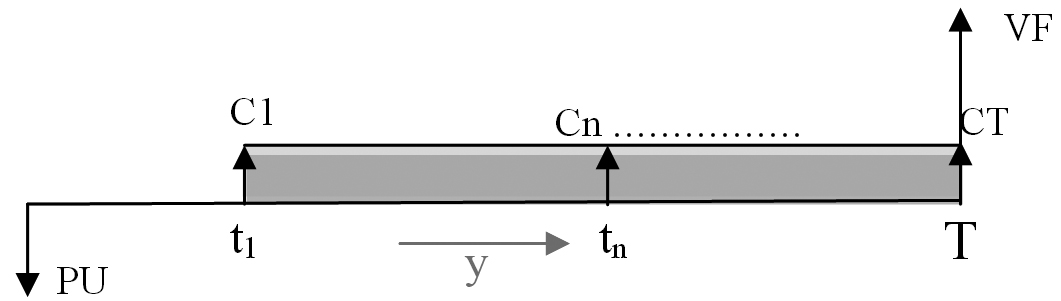 VF
C1
Cn ................
CT
t1
tn
T
y
PU